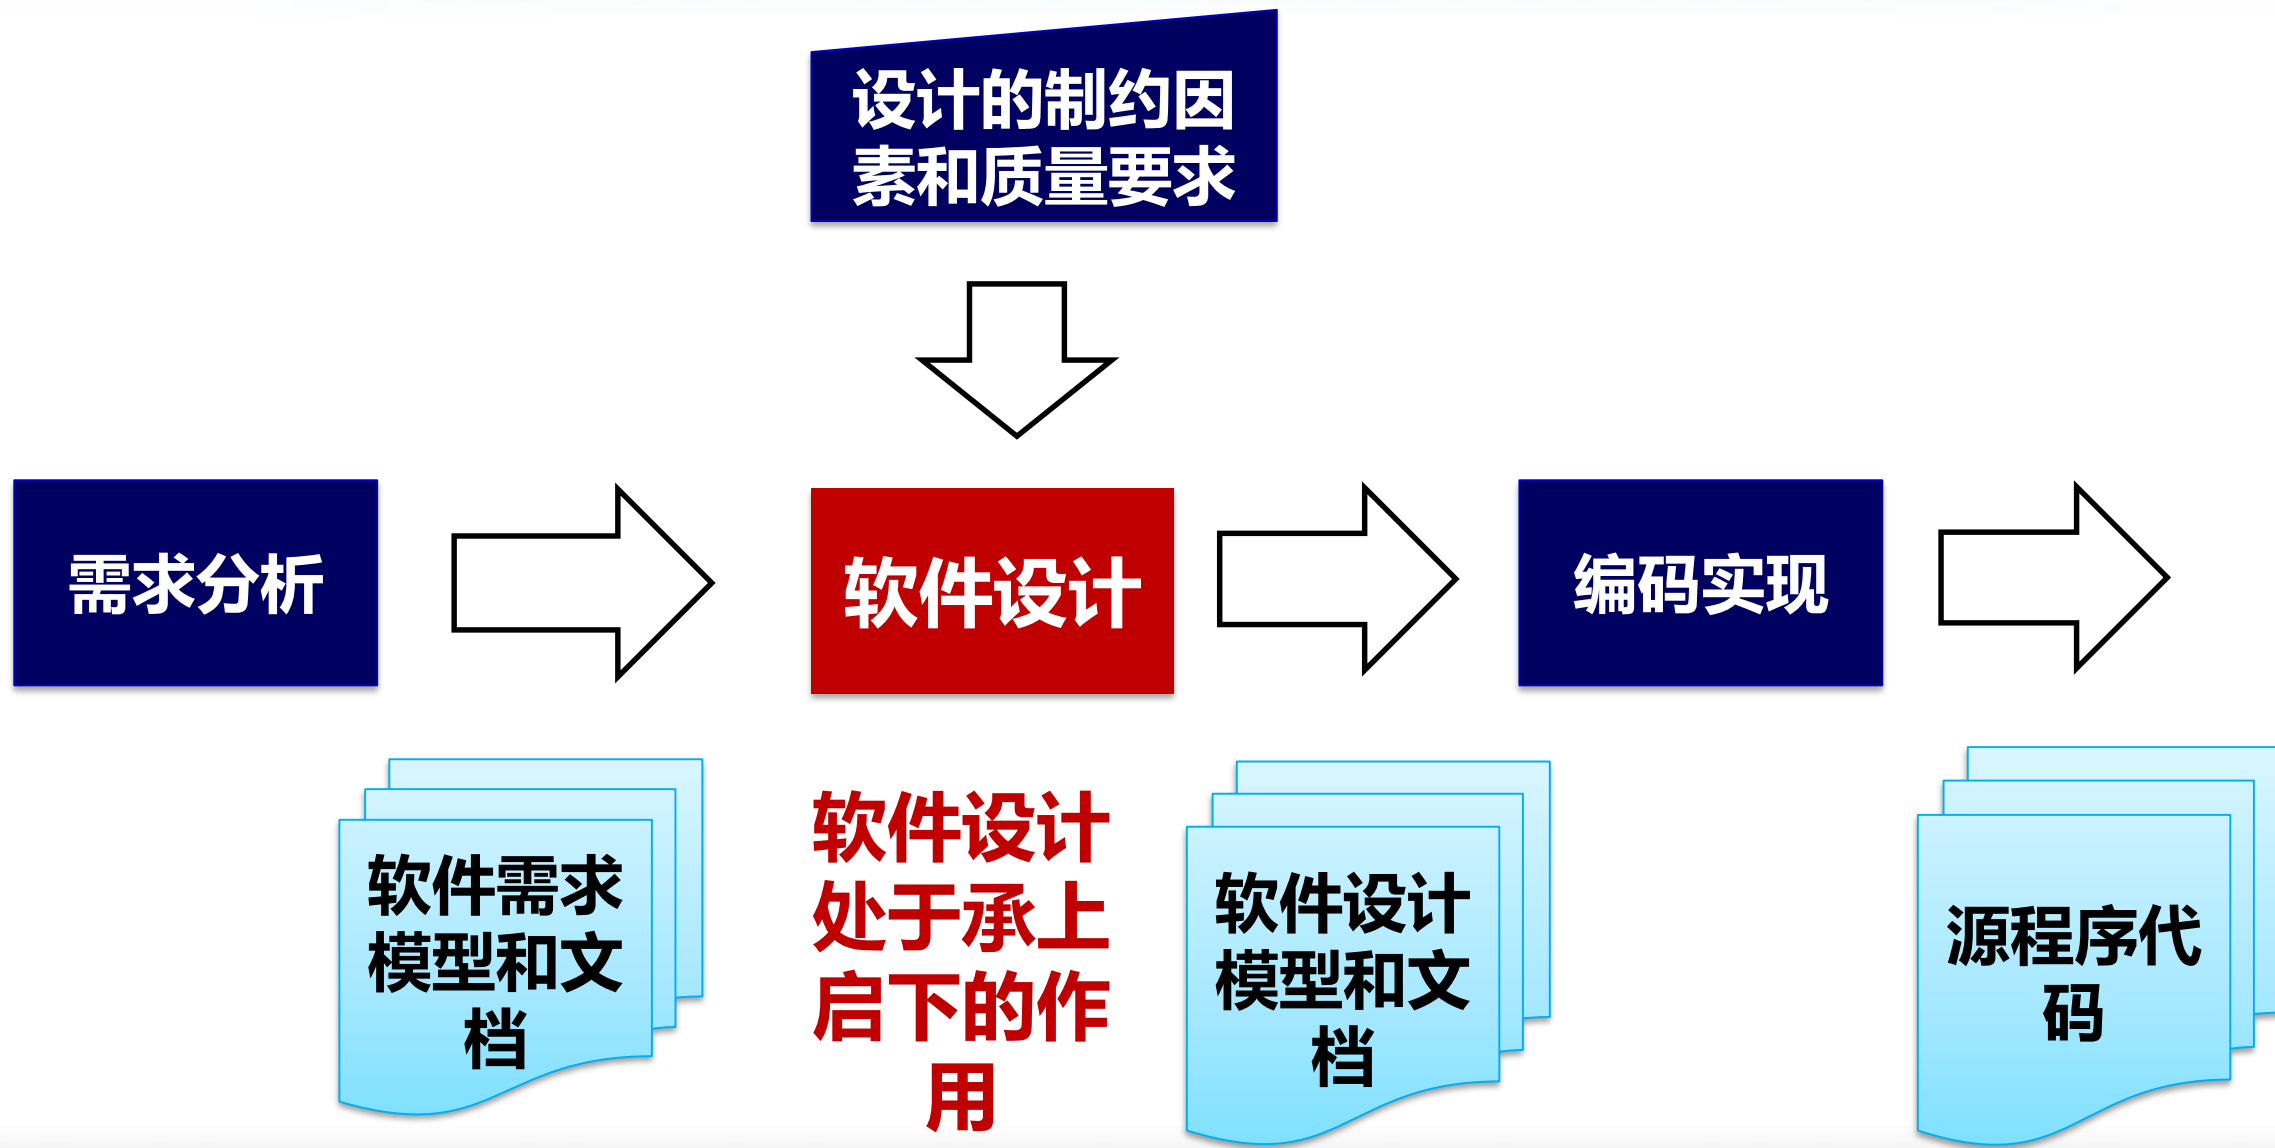 设计的制约因
素和质量要求
需求分析
软件设计
编码实现
软件需求
模型和文
档
软件设计
处于承上
启下的作
用
软件设计
模型和文
档
源程序代
码